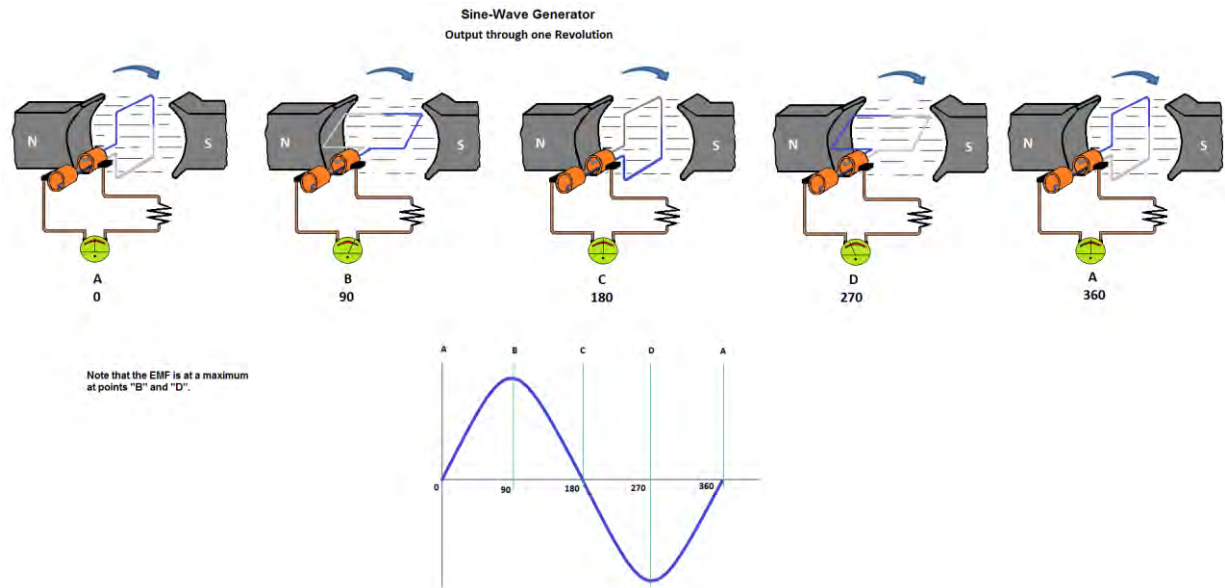 Sine-Wave Generator
Output through one Revolution
N S
N S
N S
N S
N S
A
0
B
90
C
180
D
270
A
360
Note that the EMF is at a maximum
at points "B" and "D".
A B C D A
0 90 180 270 360